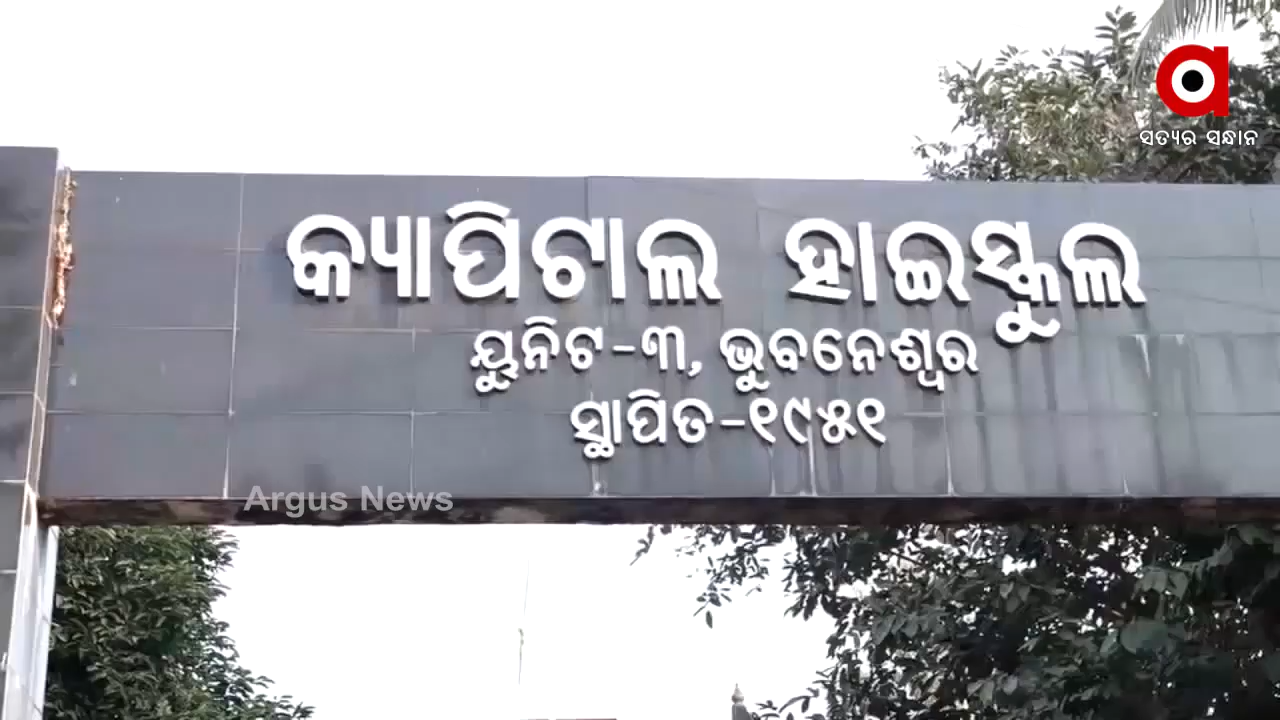 ସତ୍ୟର ସନ୍ଧାନ
କ୍ୟାପିଟାଲ ହାଇସ୍କୁଲ
ୟୁନିଟ-୩, ଭୁବନେଶ୍ୱର
ସ୍ଥାପିତ-୧୯୫୧
Argus News